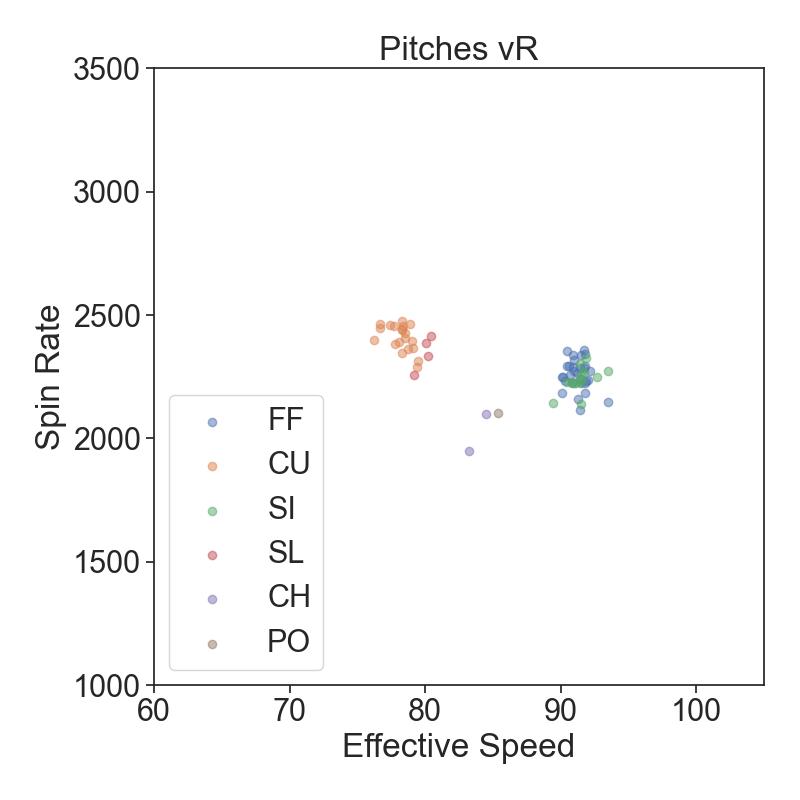 Pitches vR
3500
3000
2500
2000
1500
1000
Spin Rate
FF
CU
SI
SL
CH
PO
60 70 80 90 100
Effective Speed